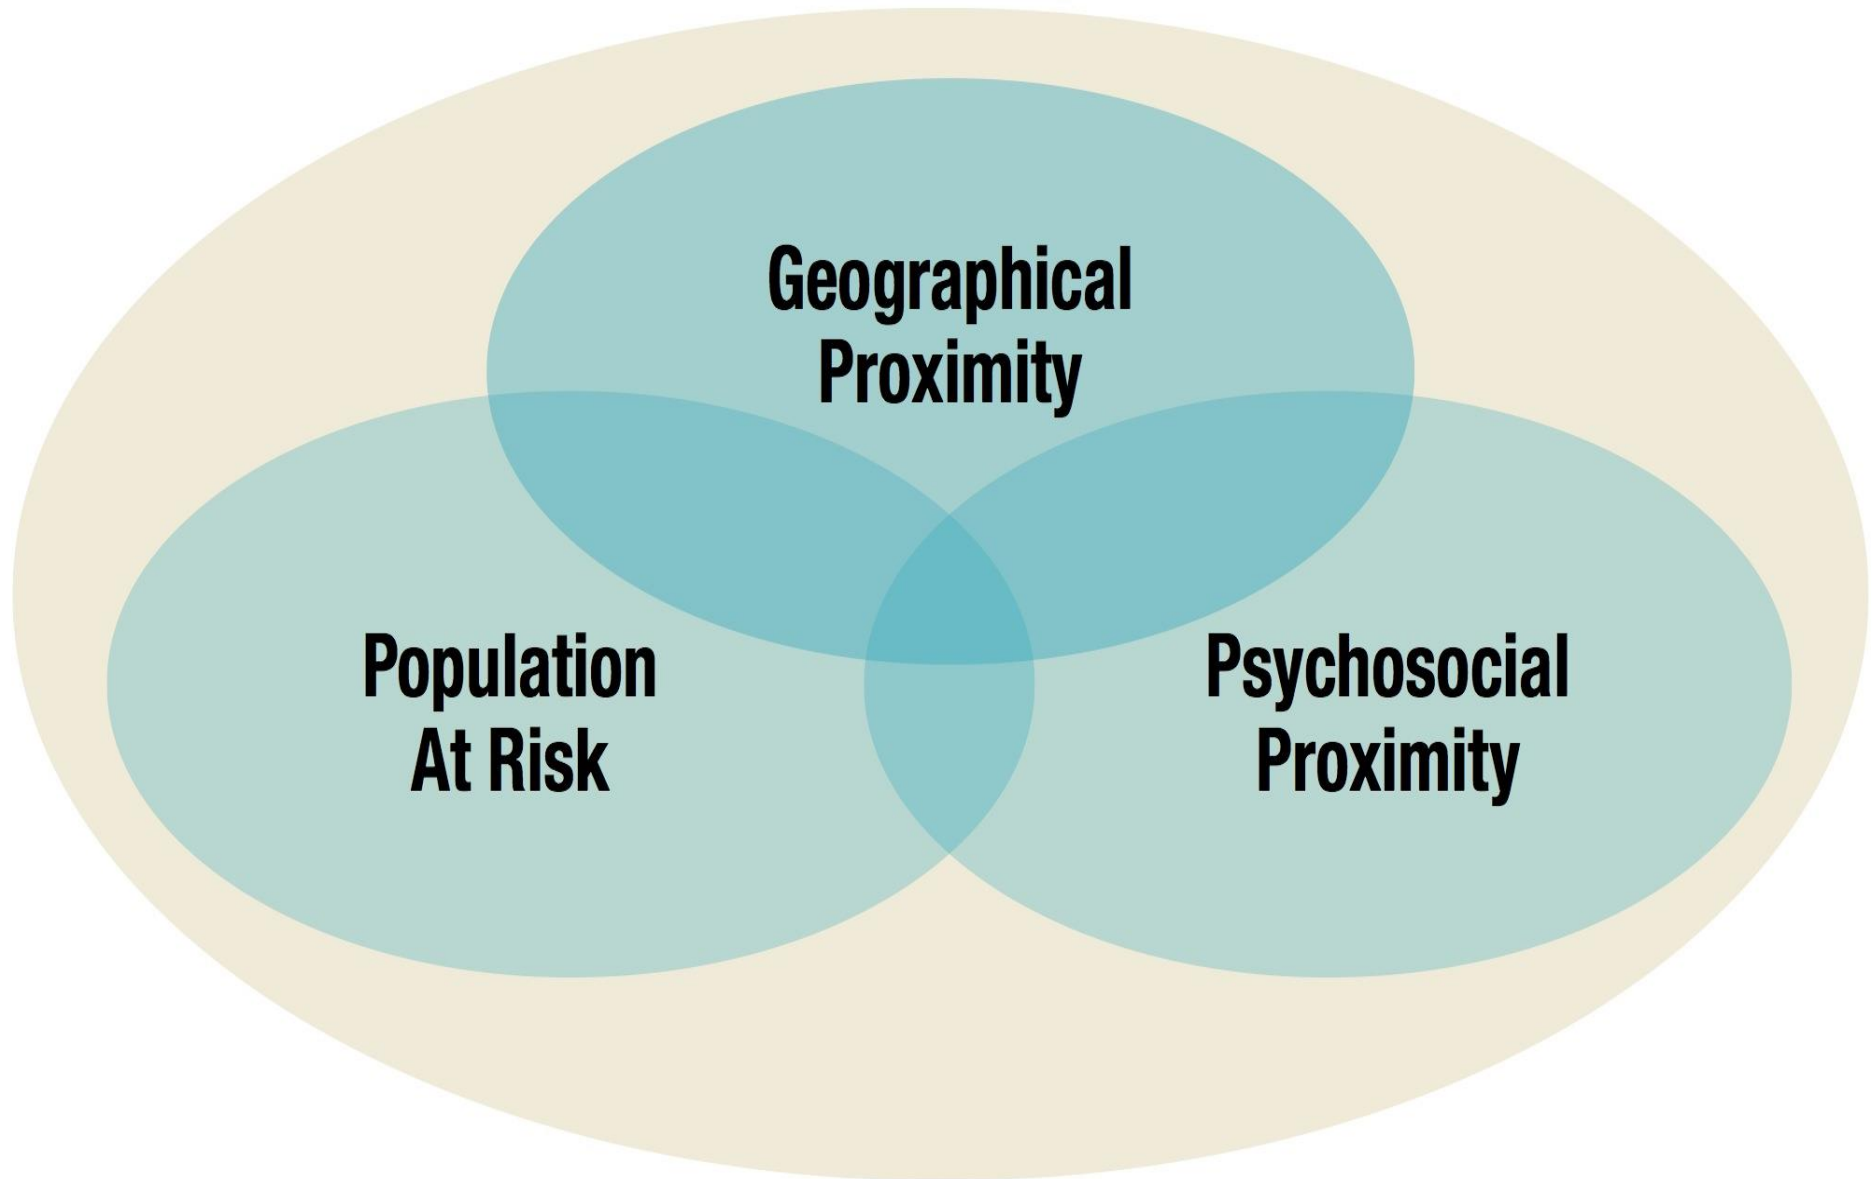 Geographical
Proximity
Population
At Risk
Psychosocial
Proximity